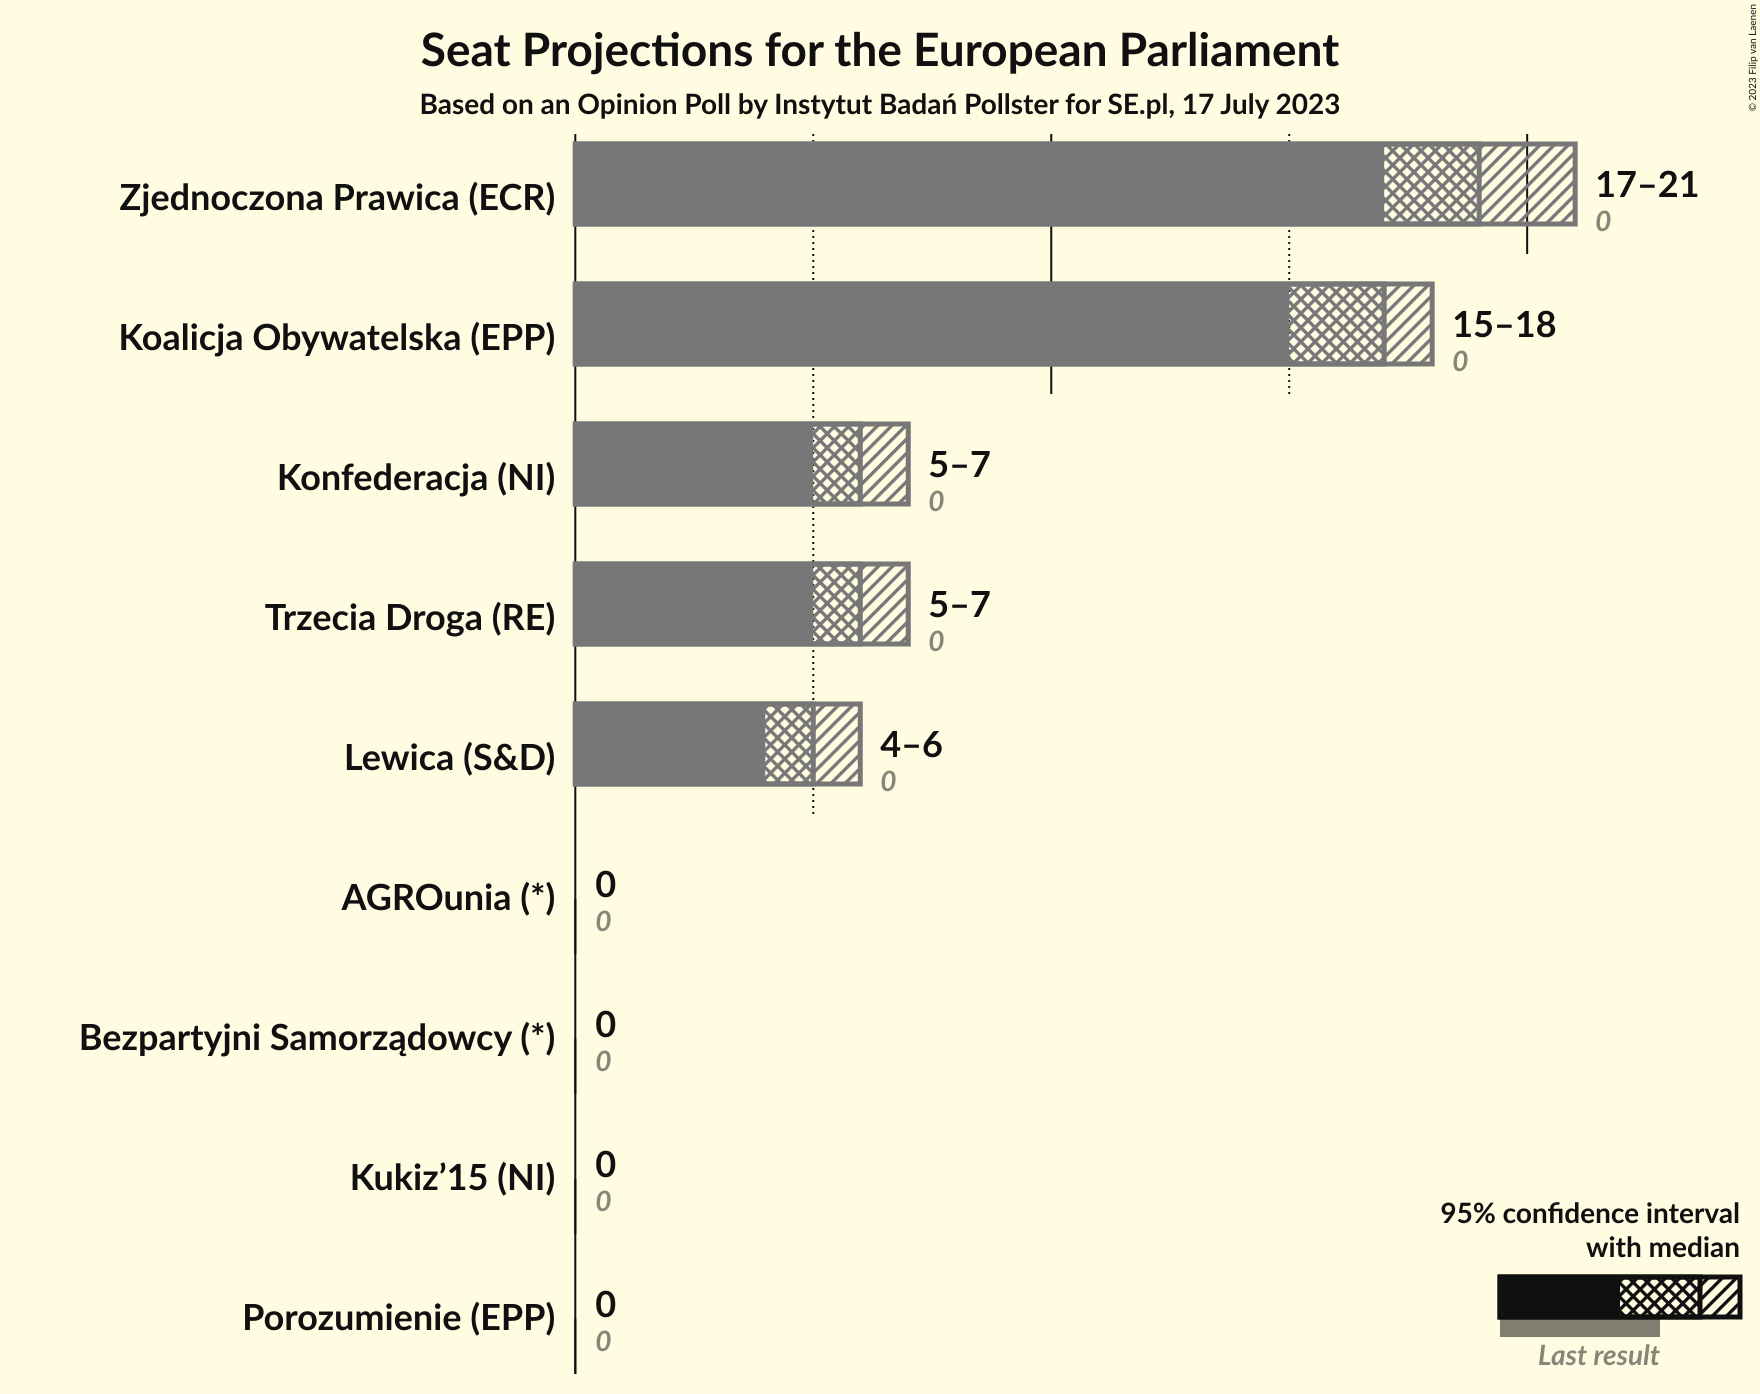 Seat Projections for the European Parliament
Based on an Opinion Poll by Instytut Badań Pollster for SE.pl, 17 July 2023
© 2023 Filip van Laenen
Zjednoczona Prawica (ECR)
17–21
0
Koalicja Obywatelska (EPP)
15–18
0
Konfederacja (NI)
5–7
0
Trzecia Droga (RE)
5–7
0
Lewica (S&D)
4–6
0
AGROunia (*)
0
0
Bezpartyjni Samorządowcy (*)
0
0
Kukiz’15 (NI)
0
0
Porozumienie (EPP)
0
0
95% confidence interval
with median
Last result